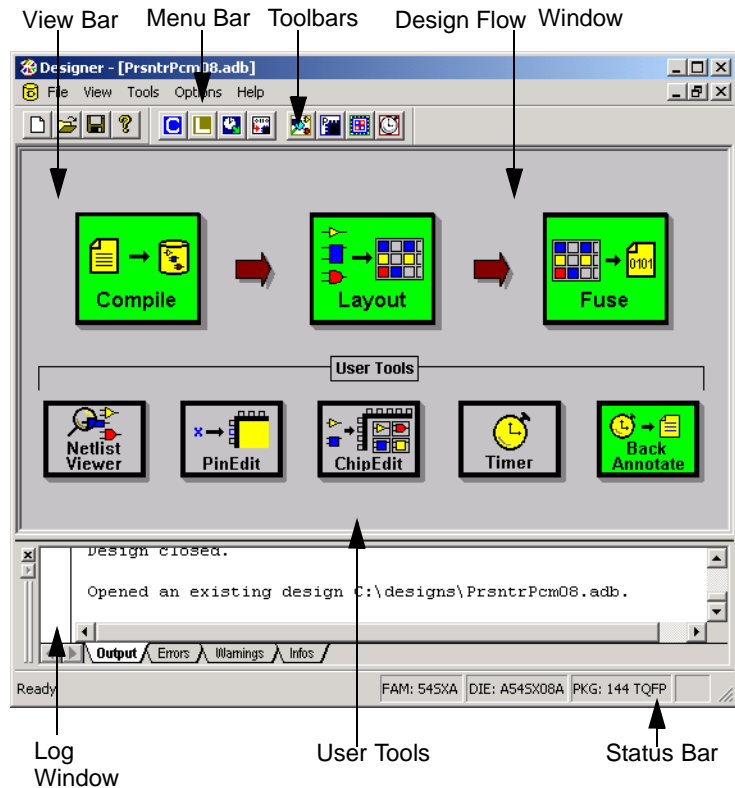 View Bar Menu Bar Toolbars Design Flow Window
Designer - [PrsntrPcm08.adb]
File View Tools Options Help
Compile Layout Fuse
0101
User Tools
Netlist Viewer
x PinEdit
ChipEdit
Timer
Back Annotate
Design closed.
Opened an existing design C:\designs\PrsntrPcm08.adb.
Output Errors Warnings Infos
Ready FAM: 54SXA DIE: A54SX08A PKG: 144 TQFP
Log Window
User Tools
Status Bar